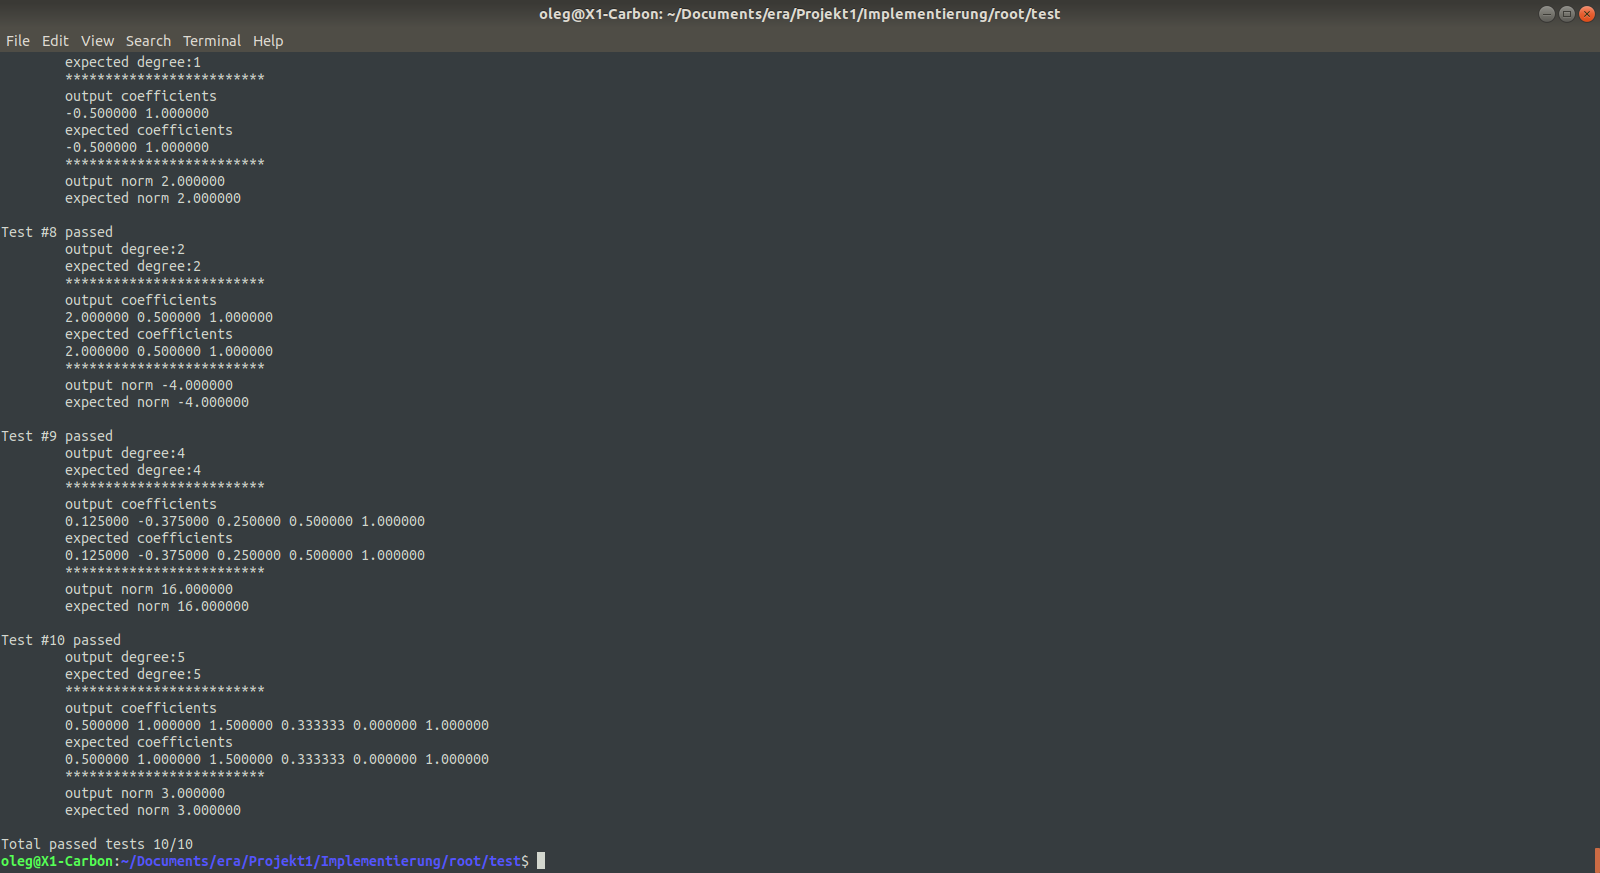 oleg@X1-Carbon: ~/Documents/era/Projekt1/Implementierung/root/test
File Edit View Search Terminal Help
expected degree:1
*************************
output coefficients
-0.500000 1.000000
expected coefficients
-0.500000 1.000000
*************************
output norm 2.000000
expected norm 2.000000
Test #8 passed
output degree:2
expected degree:2
*************************
output coefficients
2.000000 0.500000 1.000000
expected coefficients
2.000000 0.500000 1.000000
*************************
output norm -4.000000
expected norm -4.000000
Test #9 passed
output degree:4
expected degree:4
*************************
output coefficients
0.125000 -0.375000 0.250000 0.500000 1.000000
expected coefficients
0.125000 -0.375000 0.250000 0.500000 1.000000
*************************
output norm 16.000000
expected norm 16.000000
Test #10 passed
output degree:5
expected degree:5
*************************
output coefficients
0.500000 1.000000 1.500000 0.333333 0.000000 1.000000
expected coefficients
0.500000 1.000000 1.500000 0.333333 0.000000 1.000000
*************************
output norm 3.000000
expected norm 3.000000
Total passed tests 10/10
oleg@X1-Carbon:~/Documents/era/Projekt1/Implementierung/root/test$